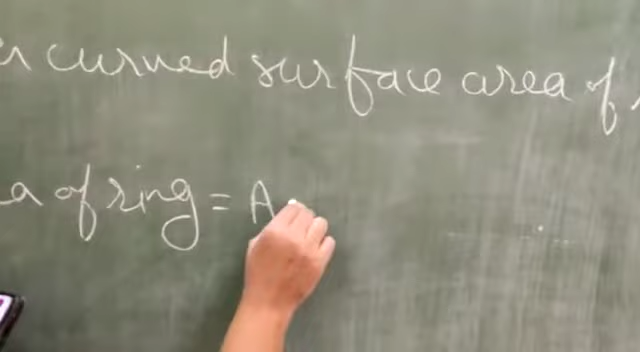 curved surface area of
a of ring = A